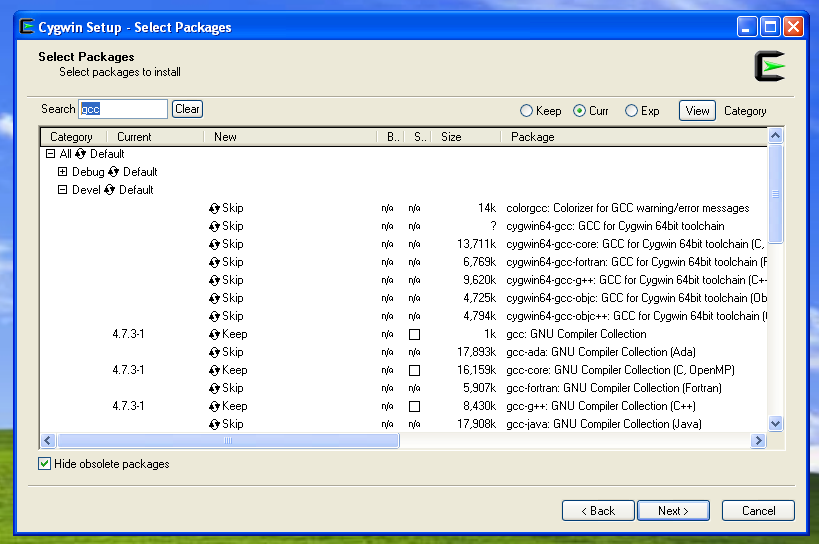 Cygwin Setup - Select Packages
Select Packages
Select packages to install
Search gcc Clear Keep Curr Exp View Category
Category Current New B.. S.. Size Package
All Default
Debug Default
Devel Default
Skip n/a n/a 14k colorgcc: Colorizer for GCC warning/error messages
Skip n/a n/a ? cygwin64-gcc: GCC for Cygwin 64bit toolchain
Skip n/a n/a 13,711k cygwin64-gcc-core: GCC for Cygwin 64bit toolchain (C,
Skip n/a n/a 6,769k cygwin64-gcc-fortran: GCC for Cygwin 64bit toolchain (F
Skip n/a n/a 9,620k cygwin64-gcc-g++: GCC for Cygwin 64bit toolchain (C+
Skip n/a n/a 4,725k cygwin64-gcc-objc: GCC for Cygwin 64bit toolchain (Ob
Skip n/a n/a 4,794k cygwin64-gcc-objc++: GCC for Cygwin 64bit toolchain (
4.7.3-1 Keep n/a 1k gcc: GNU Compiler Collection
Skip n/a n/a 17,893k gcc-ada: GNU Compiler Collection (Ada)
4.7.3-1 Keep n/a 16,159k gcc-core: GNU Compiler Collection (C, OpenMP)
Skip n/a n/a 5,907k gcc-fortran: GNU Compiler Collection (Fortran)
4.7.3-1 Keep n/a 8,430k gcc-g++: GNU Compiler Collection (C++)
Skip n/a n/a 17,908k gcc-java: GNU Compiler Collection (Java)
Hide obsolete packages
< Back Next > Cancel